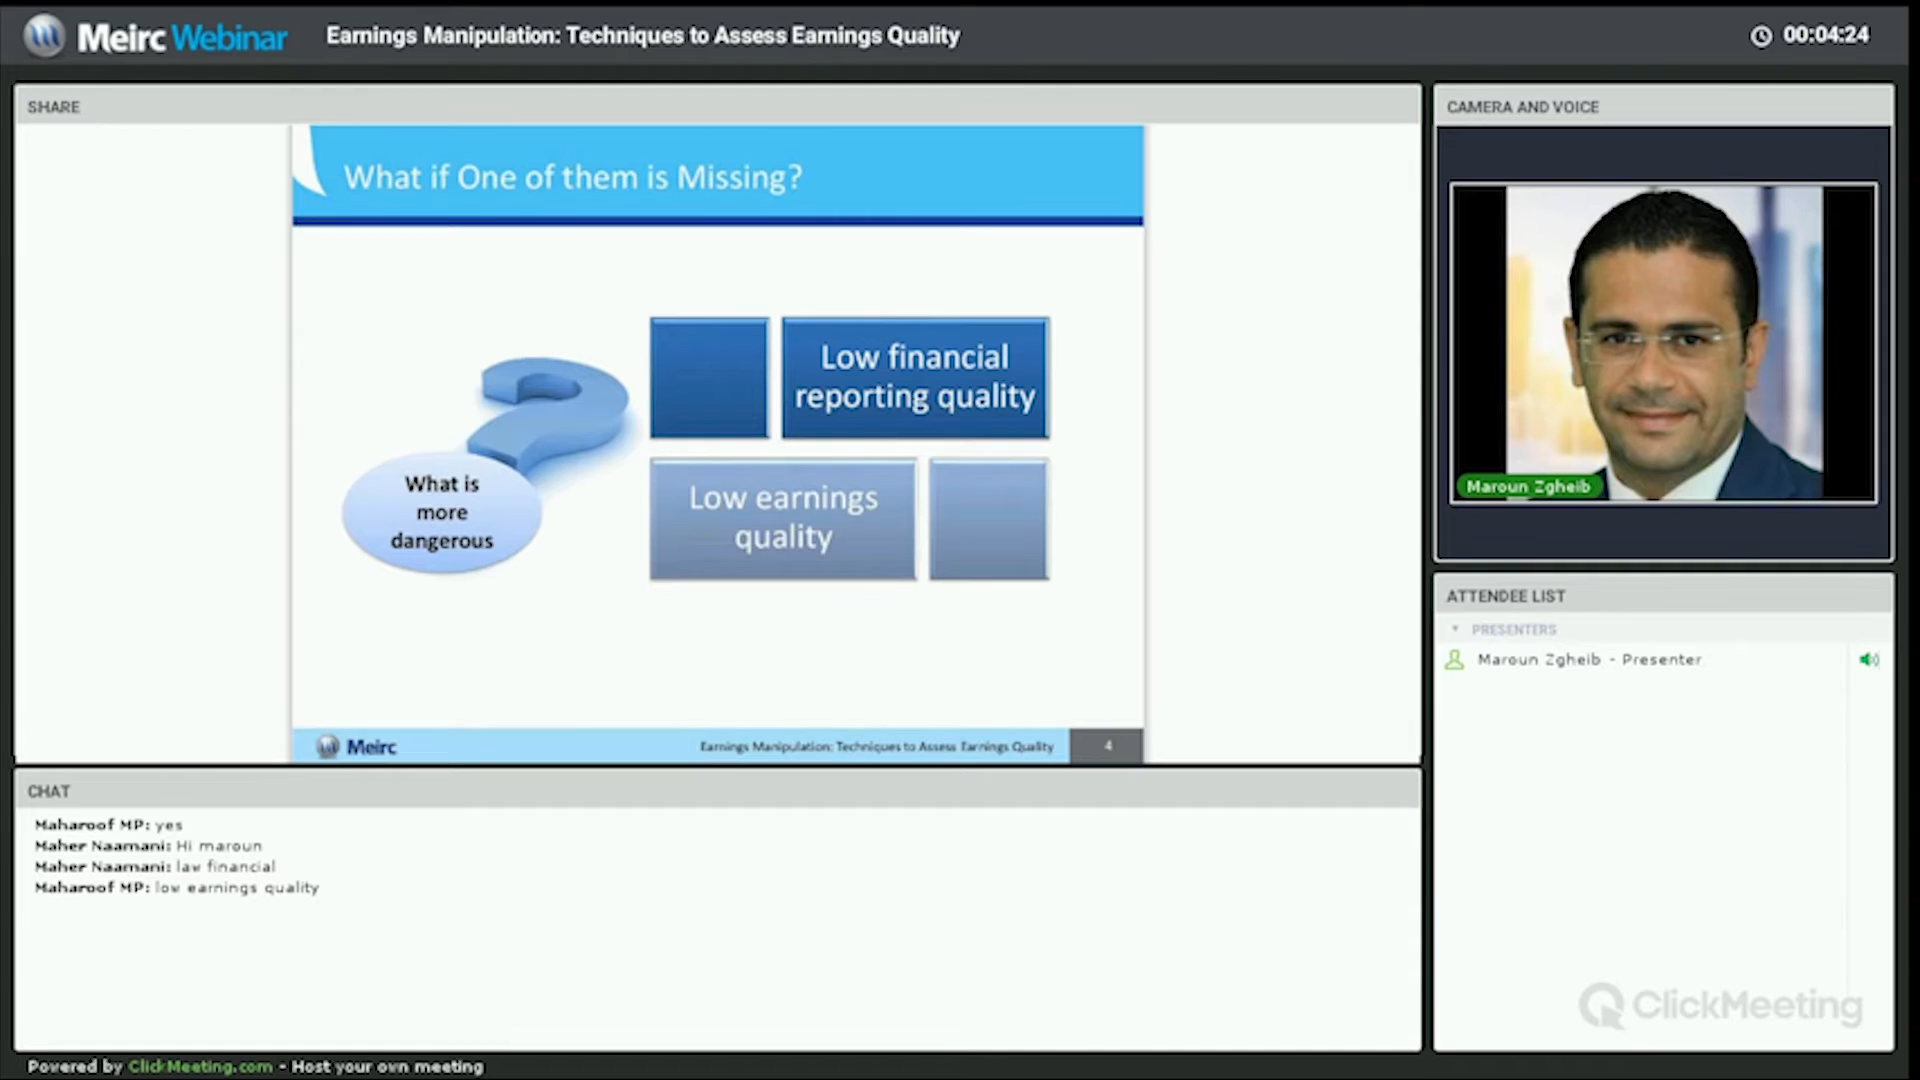 Meirc Webinar
Earnings Manipulation: Techniques to Assess Earnings Quality
00:04:24
SHARE
What if One of them is Missing?
Low financial
reporting quality
What is
more
dangerous
Low earnings
quality
Meirc
Earnings Manipulation: Techniques to Assess Earnings Quality
4
CHAT
Maharoof MP: yes
Maher Naamani: Hi maroun
Maher Naamani: law financial
Maharoof MP: low earnings quality
CAMERA AND VOICE
Maroun Zgheib
ATTENDEE LIST
PRESENTERS
Maroun Zgheib - Presenter
ClickMeeting
Powered by ClickMeeting.com - Host your own meeting